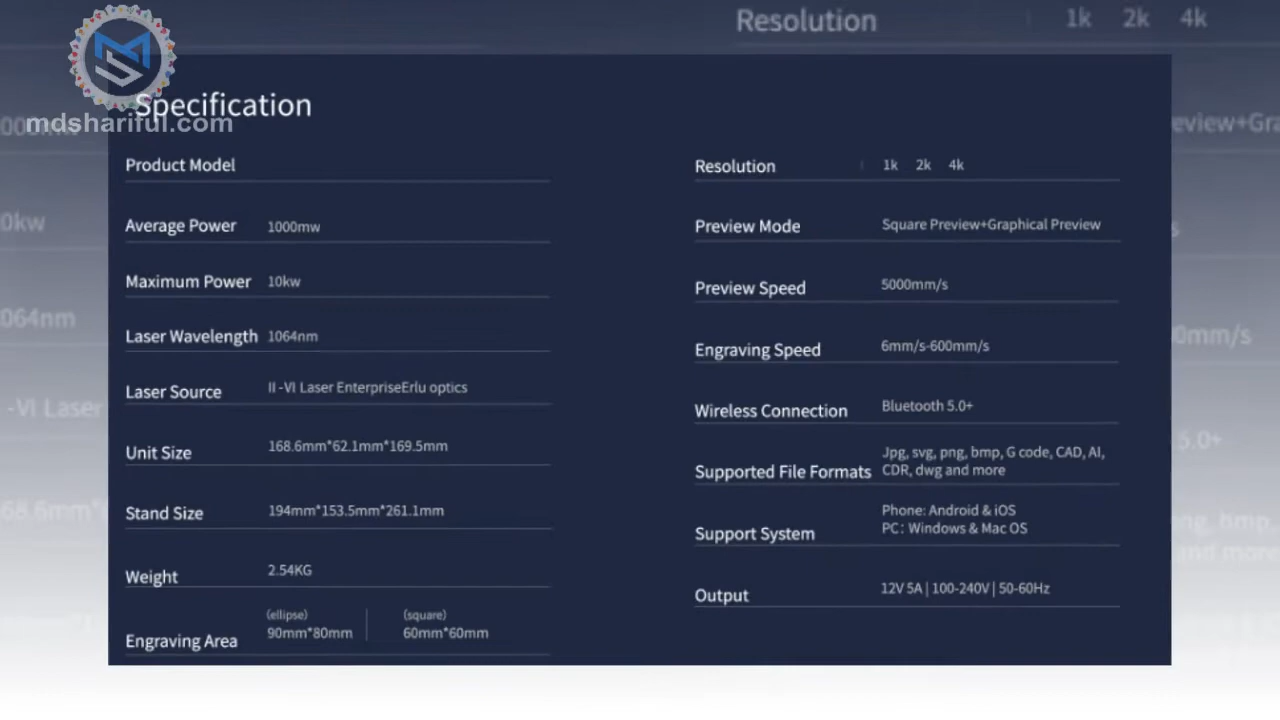 Resolution 1k 2k 4k
mdshariful.com
Specification
Product Model
Average Power 1000mw
Maximum Power 10kw
Laser Wavelength 1064nm
Laser Source II -VI Laser EnterpriseErlu optics
Unit Size 168.6mm*62.1mm*169.5mm
Stand Size 194mm*153.5mm*261.1mm
Weight 2.54KG
(ellipse) (square)
Engraving Area 90mm*80mm 60mm*60mm
Resolution 1k 2k 4k
Preview Mode Square Preview+Graphical Preview
Preview Speed 5000mm/s
Engraving Speed 6mm/s-600mm/s
Wireless Connection Bluetooth 5.0+
Supported File Formats Jpg, svg, png, bmp, G code, CAD, AI,
CDR, dwg and more
Support System Phone: Android & iOS
PC: Windows & Mac OS
Output 12V 5A | 100-240V | 50-60Hz